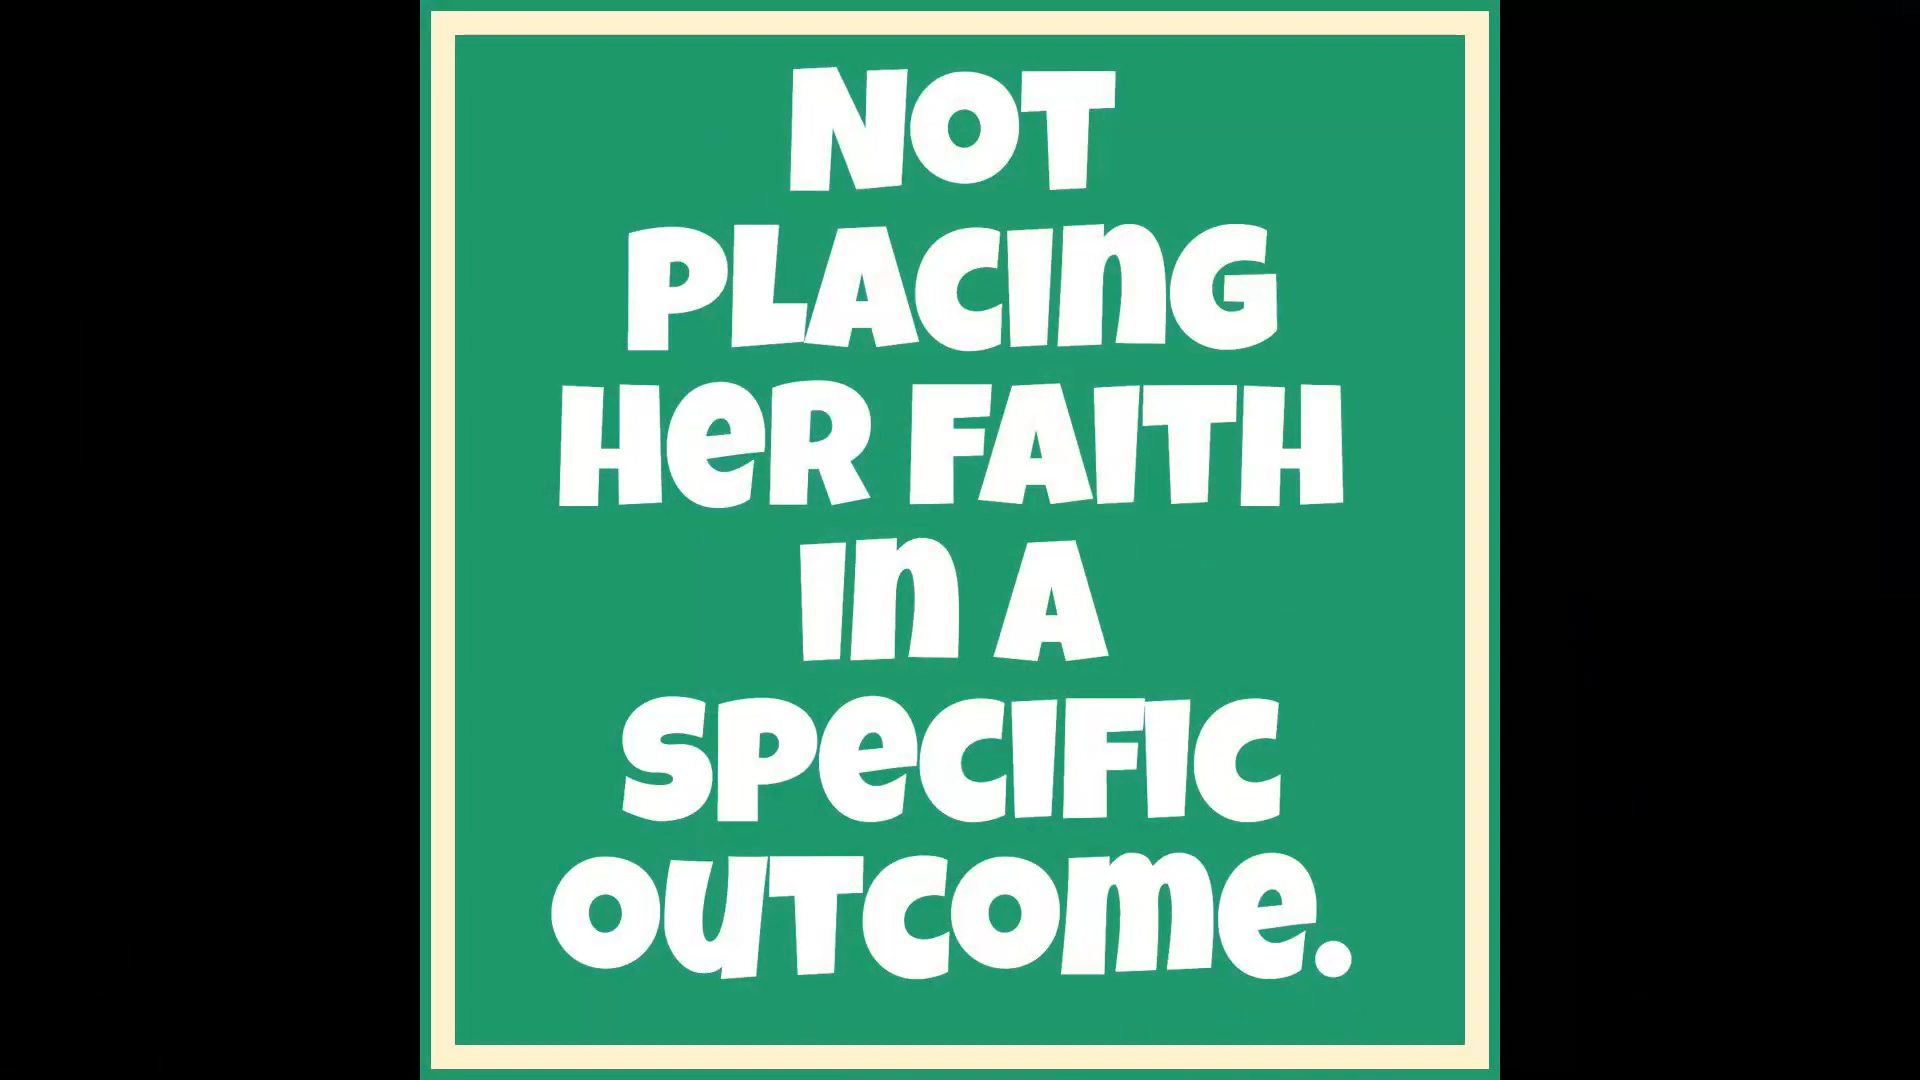 NOT
PLACING
HER FAITH
IN A
SPECIFIC
OUTCOME.